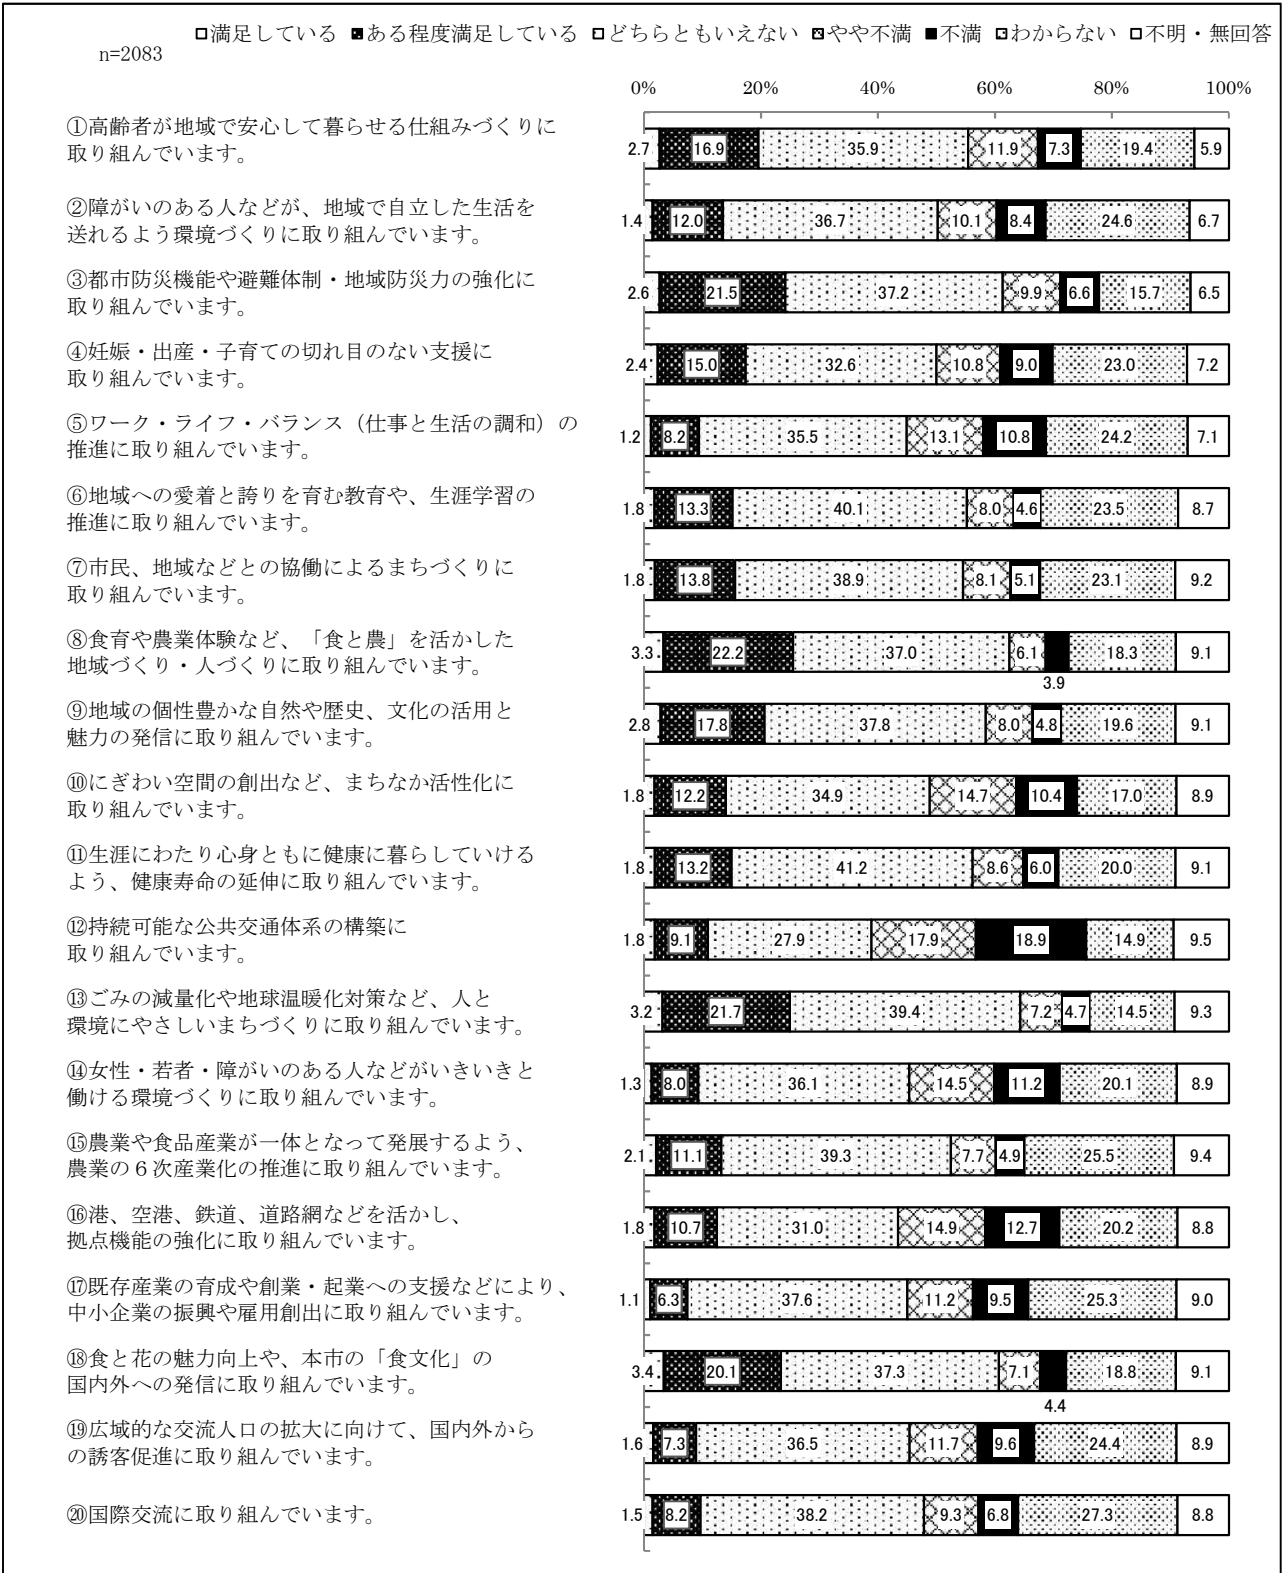 □満足している ■ある程度満足している □どちらともいえない ■やや不満 ■不満 □わからない □不明・無回答
n=2083
0% 20% 40% 60% 80% 100%
①高齢者が地域で安心して暮らせる仕組みづくりに
取り組んでいます。
2.7 16.9 35.9 11.9 7.3 19.4 5.9
②障がいのある人などが、地域で自立した生活を
送れるよう環境づくりに取り組んでいます。
1.4 12.0 36.7 10.1 8.4 24.6 6.7
③都市防災機能や避難体制・地域防災力の強化に
取り組んでいます。
2.6 21.5 37.2 9.9 6.6 15.7 6.5
④妊娠・出産・子育ての切れ目のない支援に
取り組んでいます。
2.4 15.0 32.6 10.8 9.0 23.0 7.2
⑤ワーク・ライフ・バランス（仕事と生活の調和）の
推進に取り組んでいます。
1.2 8.2 35.5 13.1 10.8 24.2 7.1
⑥地域への愛着と誇りを育む教育や、生涯学習の
推進に取り組んでいます。
1.8 13.3 40.1 8.0 4.6 23.5 8.7
⑦市民、地域などとの協働によるまちづくりに
取り組んでいます。
1.8 13.8 38.9 8.1 5.1 23.1 9.2
⑧食育や農業体験など、「食と農」を活かした
地域づくり・人づくりに取り組んでいます。
3.3 22.2 37.0 6.1 18.3 9.1
3.9
⑨地域の個性豊かな自然や歴史、文化の活用と
魅力の発信に取り組んでいます。
2.8 17.8 37.8 8.0 4.8 19.6 9.1
⑩にぎわい空間の創出など、まちなか活性化に
取り組んでいます。
1.8 12.2 34.9 14.7 10.4 17.0 8.9
⑪生涯にわたり心身ともに健康に暮らしていける
よう、健康寿命の延伸に取り組んでいます。
1.8 13.2 41.2 8.6 6.0 20.0 9.1
⑫持続可能な公共交通体系の構築に
取り組んでいます。
1.8 9.1 27.9 17.9 18.9 14.9 9.5
⑬ごみの減量化や地球温暖化対策など、人と
環境にやさしいまちづくりに取り組んでいます。
3.2 21.7 39.4 7.2 4.7 14.5 9.3
⑭女性・若者・障がいのある人などがいきいきと
働ける環境づくりに取り組んでいます。
1.3 8.0 36.1 14.5 11.2 20.1 8.9
⑮農業や食品産業が一体となって発展するよう、
農業の６次産業化の推進に取り組んでいます。
2.1 11.1 39.3 7.7 4.9 25.5 9.4
⑯港、空港、鉄道、道路網などを活かし、
拠点機能の強化に取り組んでいます。
1.8 10.7 31.0 14.9 12.7 20.2 8.8
⑰既存産業の育成や創業・起業への支援などにより、
中小企業の振興や雇用創出に取り組んでいます。
1.1 6.3 37.6 11.2 9.5 25.3 9.0
⑱食と花の魅力向上や、本市の「食文化」の
国内外への発信に取り組んでいます。
3.4 20.1 37.3 7.1 18.8 9.1
4.4
⑲広域的な交流人口の拡大に向けて、国内外から
の誘客促進に取り組んでいます。
1.6 7.3 36.5 11.7 9.6 24.4 8.9
⑳国際交流に取り組んでいます。
1.5 8.2 38.2 9.3 6.8 27.3 8.8